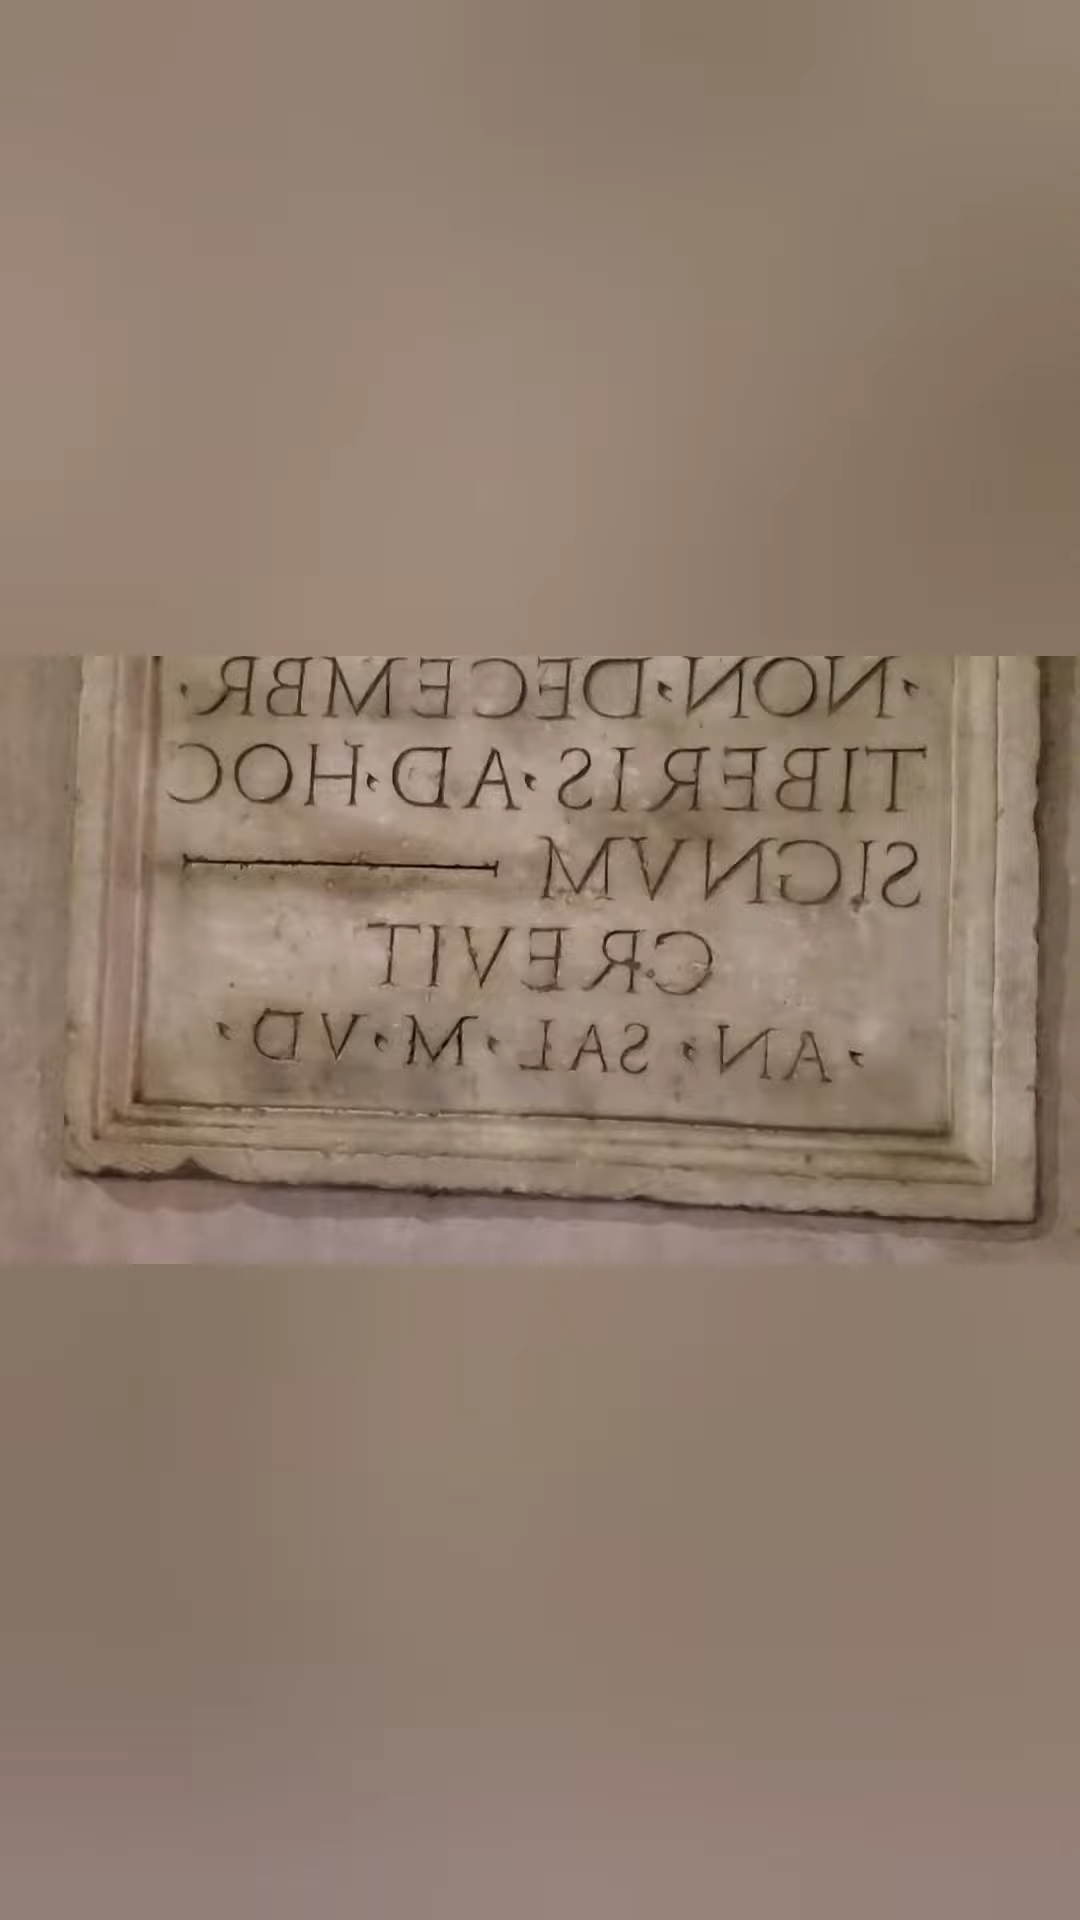 ·NON·DECEMBR·
TIBERIS·AD·HOC
SIGNVM
CREVIT
·AN·SAL·M·VD·